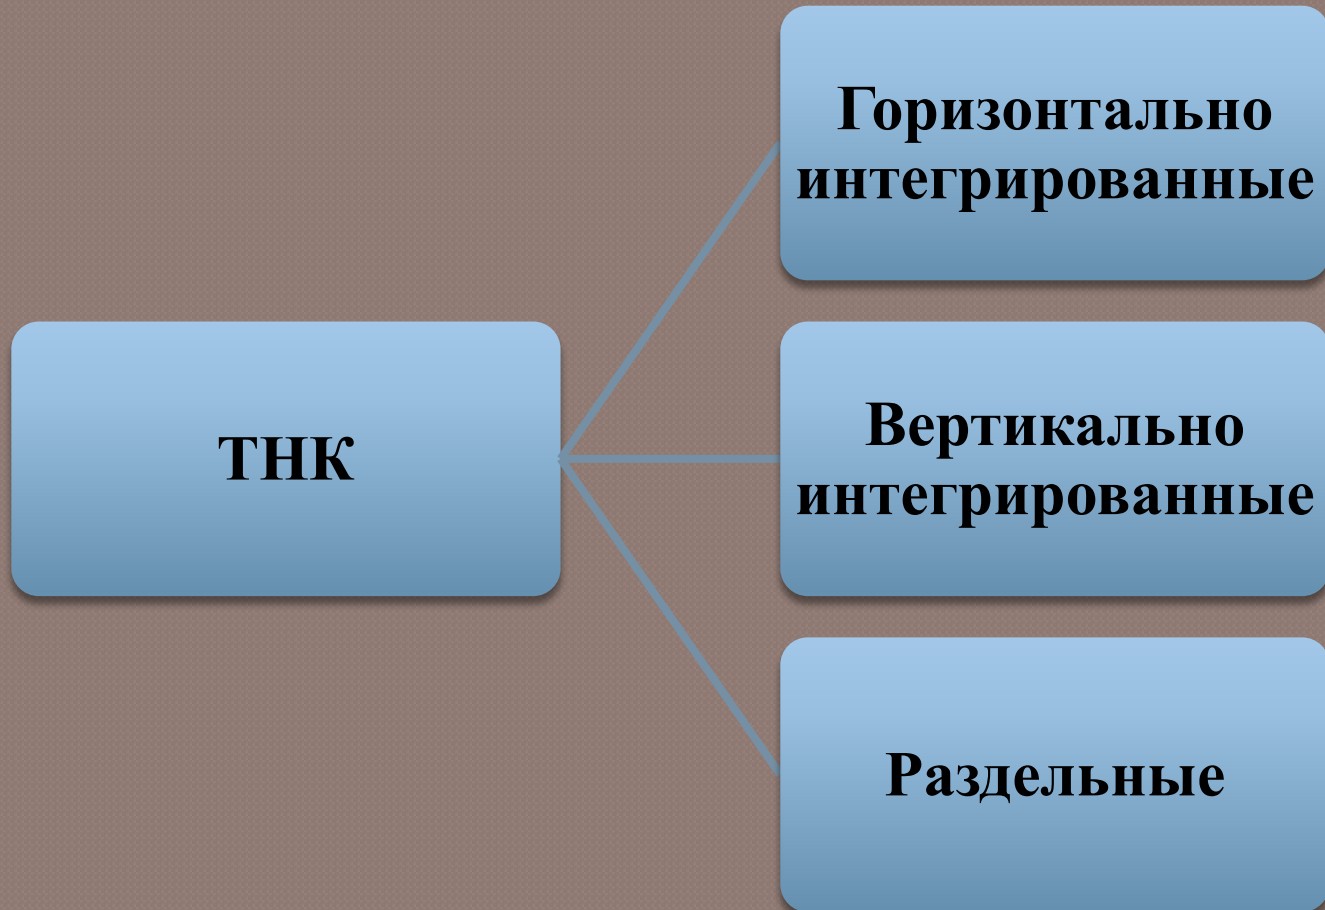 ТНК
Горизонтально
интегрированные
Вертикально
интегрированные
Раздельные